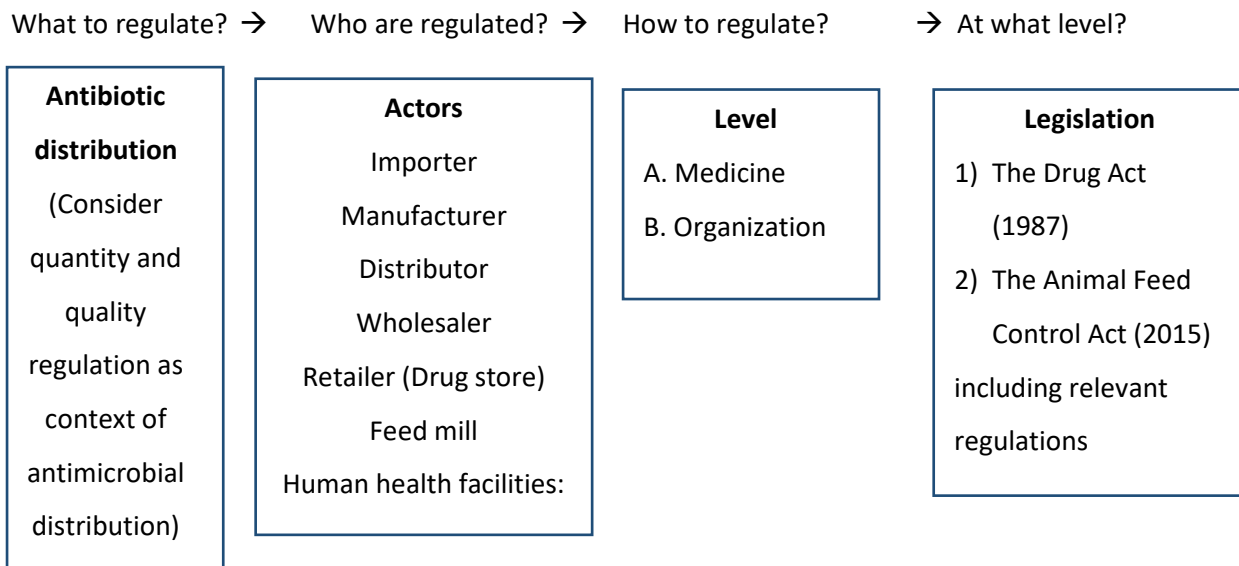 What to regulate? → Who are regulated? → How to regulate? → At what level?
Antibiotic
distribution
(Consider
quantity and
quality
regulation as
context of
antimicrobial
distribution)
Actors
Importer
Manufacturer
Distributor
Wholesaler
Retailer (Drug store)
Feed mill
Human health facilities:
Level
A. Medicine
B. Organization
Legislation
1) The Drug Act
(1987)
2) The Animal Feed
Control Act (2015)
including relevant
regulations